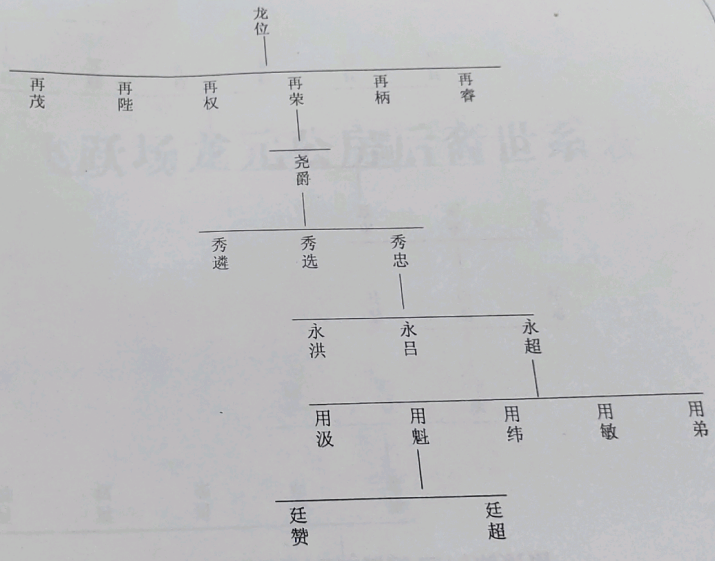 龙位
再茂 再陛 再权 再荣 再柄 再睿
尧爵
秀遴 秀选 秀忠
永洪 永吕 永超
用汲 用魁 用纬 用敏 用弟
廷赞 廷超